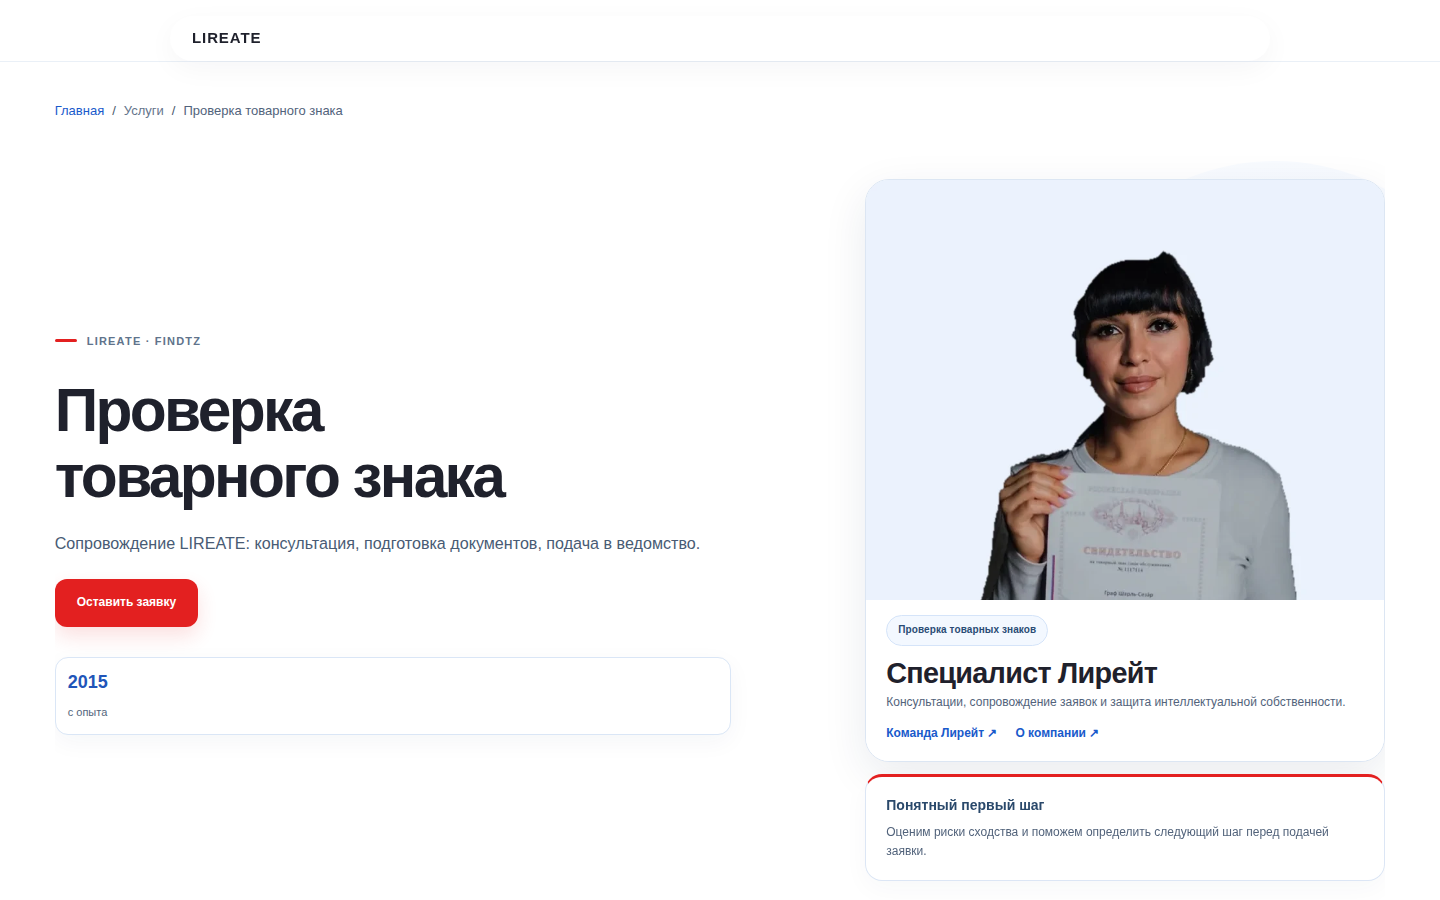 LIREATE
Главная / Услуги / Проверка товарного знака
LIREATE · FINDTZ
Проверка
товарного знака
Сопровождение LIREATE: консультация, подготовка документов, подача в ведомство.
Оставить заявку
2015
с опыта
СВИДЕТЕЛЬСТВО
Проверка товарных знаков
Специалист Лирейт
Консультации, сопровождение заявок и защита интеллектуальной собственности.
Команда Лирейт ↗ О компании ↗
Понятный первый шаг
Оценим риски сходства и поможем определить следующий шаг перед подачей
заявки.